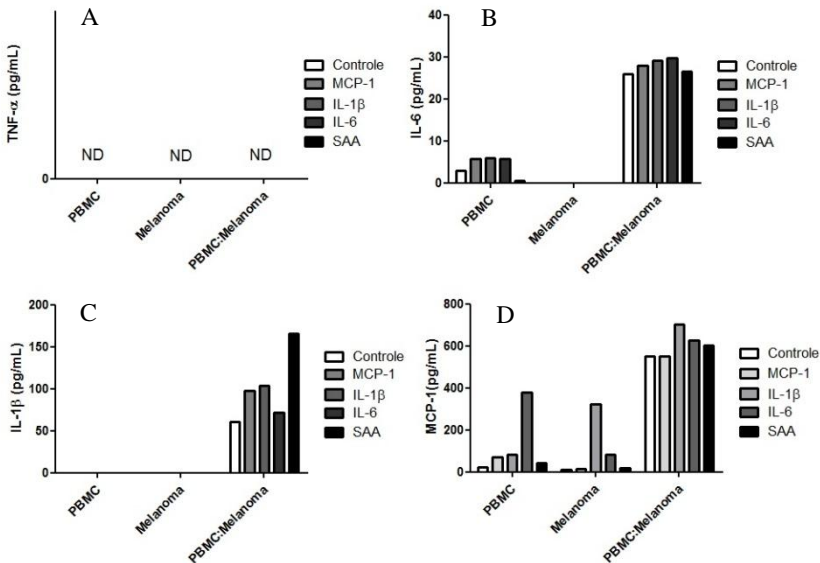 A
TNF-α (pg/mL)
0
ND
ND
ND
PBMC
Melanoma
PBMC:Melanoma
Controle
MCP-1
IL-1β
IL-6
SAA
B
IL-6 (pg/mL)
40
30
20
10
0
PBMC
Melanoma
PBMC:Melanoma
Controle
MCP-1
IL-1β
IL-6
SAA
C
IL-1β (pg/mL)
200
150
100
50
0
PBMC
Melanoma
PBMC:Melanoma
Controle
MCP-1
IL-1β
IL-6
SAA
D
MCP-1(pg/mL)
800
600
400
200
0
PBMC
Melanoma
PBMC:Melanoma
Controle
MCP-1
IL-1β
IL-6
SAA